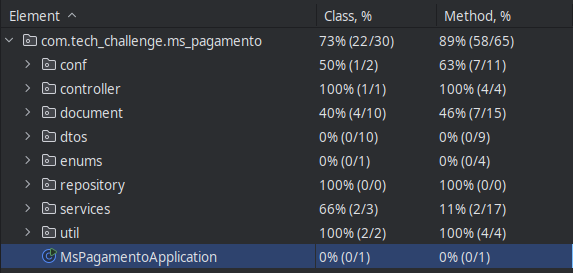 Element Class, % Method, %
com.tech_challenge.ms_pagamento 73% (22/30) 89% (58/65)
conf 50% (1/2) 63% (7/11)
controller 100% (1/1) 100% (4/4)
document 40% (4/10) 46% (7/15)
dtos 0% (0/10) 0% (0/9)
enums 0% (0/1) 0% (0/4)
repository 100% (0/0) 100% (0/0)
services 66% (2/3) 11% (2/17)
util 100% (2/2) 100% (4/4)
MsPagamentoApplication 0% (0/1) 0% (0/1)